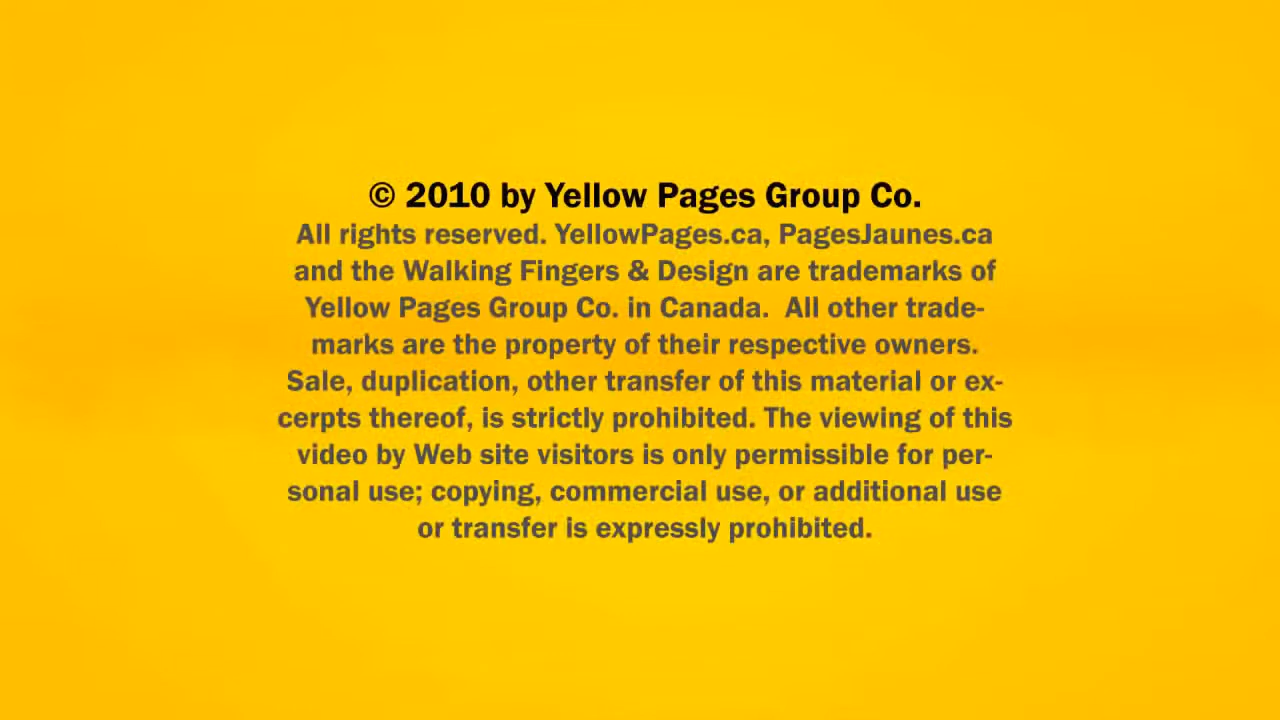 © 2010 by Yellow Pages Group Co.
All rights reserved. YellowPages.ca, PagesJaunes.ca
and the Walking Fingers & Design are trademarks of
Yellow Pages Group Co. in Canada.  All other trade-
marks are the property of their respective owners.
Sale, duplication, other transfer of this material or ex-
cerpts thereof, is strictly prohibited. The viewing of this
video by Web site visitors is only permissible for per-
sonal use; copying, commercial use, or additional use
or transfer is expressly prohibited.